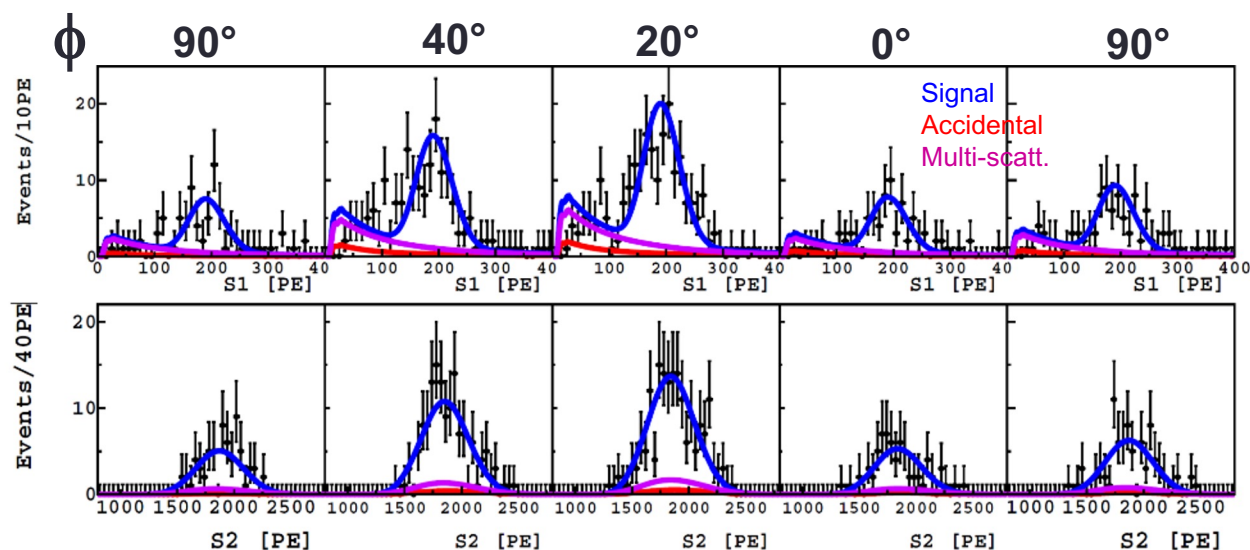 ϕ 90° 40° 20° 0° 90°
Events/10PE
20
10
0
Signal
Accidental
Multi-scatt.
0 100 200 300 40 100 200 300 40 100 200 300 40 100 200 300 40 100 200 300 400
S1 [PE] S1 [PE] S1 [PE] S1 [PE] S1 [PE]
Events/40PE
20
10
0
1000 1500 2000 2500 1000 1500 2000 2500 1000 1500 2000 2500 1000 1500 2000 2500 1000 1500 2000 2500
S2 [PE] S2 [PE] S2 [PE] S2 [PE] S2 [PE]